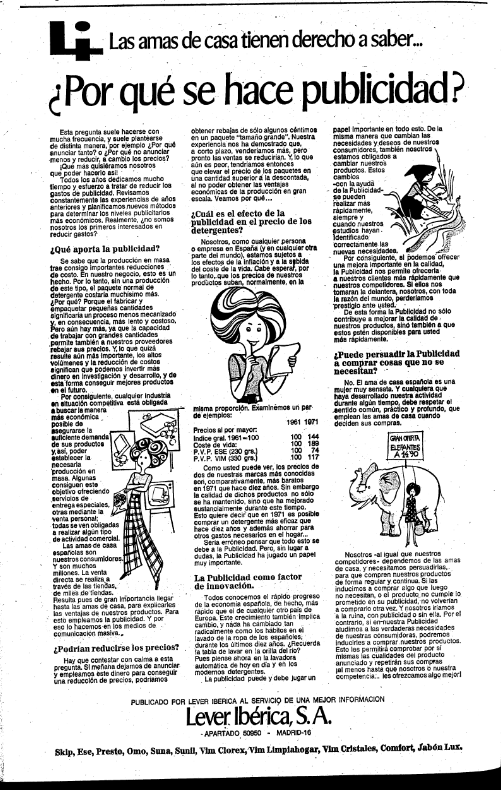 Li Las amas de casa tienen derecho a saber...
¿Por qué se hace publicidad?
Esta pregunta suele hacerse con
mucha frecuencia, y suele plantearse
de distinta manera, por ejemplo ¿Por qué
anunciar tanto? o ¿Por qué no anunciar
menos y reducir, a cambio los precios?
¡Que más quisiéramos nosotros
que poder hacerlo así!
Todos los años dedicamos mucho
tiempo y esfuerzo a tratar de reducir los
gastos de publicidad. Revisamos
constantemente las experiencias de años
anteriores y planificamos nuevos métodos
para determinar los niveles publicitarios
más económicos. Realmente, ¿no somos
nosotros los primeros interesados en
reducir gastos?
¿Qué aporta la publicidad?
Se sabe que la producción en masa
trae consigo importantes reducciones
de costo. En nuestro negocio, esto es un
hecho. Por lo tanto, sin una producción
de este tipo, el paquete normal de
detergente costaría muchísimo más.
¿Por qué? Porque el fabricar y
empaquetar pequeñas cantidades
significaría un proceso menos mecanizado
y, en consecuencia, más lento y costoso.
Pero aún hay más, ya que la capacidad
de trabajar con grandes cantidades
permite también a nuestros proveedores
rebajar sus precios. Y, lo que quizá
resulte aún más importante, los altos
volúmenes y la reducción de costos
significan que podemos invertir más
dinero en investigación y desarrollo, y de
esta forma conseguir mejores productos
en el futuro.
Por consiguiente, cualquier industria
en situación competitiva está obligada
a buscar la manera
más económica
posible de
asegurarse la
suficiente demanda
de sus productos
y, así, poder
establecer la
necesaria
producción en
masa. Algunas
consiguen este
objetivo ofreciendo
servicios de
entrega especiales,
otras mediante la
venta personal;
todas se ven obligadas
a realizar algún tipo
de actividad comercial.
Las amas de casa
españolas son
nuestros consumidores.
Y son muchos
millones. La venta
directa se realiza a
través de las tiendas,
de miles de tiendas.
Resulta pues de gran importancia llegar
hasta las amas de casa, para explicarles
las ventajas de nuestros productos. Para
esto empleamos la publicidad. Y por
eso lo hacemos en los medios de
comunicación masiva.
¿Podrían reducirse los precios?
Hay que contestar con calma a esta
pregunta. Si mañana dejamos de anunciar
y empleamos este dinero para conseguir
una reducción de precios, podríamos
obtener rebajas de sólo algunos céntimos
en un paquete "tamaño grande". Nuestra
experiencia nos ha demostrado que,
a corto plazo, venderíamos más, pero
pronto las ventas se reducirían. Y, lo que
aún es peor, tendríamos entonces
que elevar el precio de los paquetes en
una cantidad superior a la descontada,
al no poder obtener las ventajas
económicas de la producción en gran
escala. Veamos por qué...
¿Cuál es el efecto de la
publicidad en el precio de los
detergentes?
Nosotros, como cualquier persona
o empresa en España (y en cualquier otra
parte del mundo), estamos sujetos a
los efectos de la inflación y a la subida
del coste de la vida. Cabe esperar, por
lo tanto, que los precios de nuestros
productos suban, normalmente, en la
misma proporción. Examinemos un par
de ejemplos:
1961 1971
Precios al por mayor:
Indice gral. 1961=100 100 144
Coste de vida: 100 189
P.V.P. ESE (230 grs.) 100 74
P.V.P. VIM (330 grs.) 100 117
Como usted puede ver, los precios de
dos de nuestras marcas más conocidas
son, comparativamente, más baratos
en 1971 que hace diez años. Sin embargo
la calidad de dichos productos no sólo
se ha mantenido, sino que ha mejorado
sustancialmente durante este tiempo.
Esto quiere decir que en 1971 es posible
comprar un detergente más eficaz que
hace diez años y además ahorrar para
otros gastos necesarios en el hogar...
Sería erróneo pensar que todo esto se
debe a la Publicidad. Pero, sin lugar a
dudas, la Publicidad ha jugado un papel
muy importante.
La Publicidad como factor
de innovación.
Todos conocemos el rápido progreso
de la economía española, de hecho, más
rápido que el de cualquier otro país de
Europa. Este crecimiento también implica
cambio, y nada ha cambiado tan
radicalmente como los hábitos en el
lavado de la ropa de los españoles,
durante los últimos diez años. ¿Recuerda
la tabla de lavar en la orilla del río?
Pues piense ahora en la lavadora
automática de hoy en día y en los
modernos detergentes.
La publicidad puede y debe jugar un
papel importante en todo esto. De la
misma manera que cambian las
necesidades y deseos de nuestros
consumidores, también nosotros
estamos obligados a
cambiar nuestros
productos. Estos
cambios
-con la ayuda
de la Publicidad-
se pueden
realizar más
rápidamente,
siempre y
cuando nuestros
estudios hayan
identificado
correctamente las
nuevas necesidades.
Por consiguiente, si podemos ofrecer
una mejora importante en la calidad,
la Publicidad nos permite ofrecerla
a nuestros clientes más rápidamente que
nuestros competidores. Si ellos nos
tomaran la delantera, nosotros, con toda
la razón del mundo, perderíamos
prestigio ante usted.
De esta forma la Publicidad no sólo
contribuye a mejorar la calidad de
nuestros productos, sino también a que
estos estén disponibles para usted
más rápidamente.
¿Puede persuadir la Publicidad
a comprar cosas que no se
necesitan?
No. El ama de casa española es una
mujer muy sensata. Y cualquiera que
haya desarrollado nuestra actividad
durante algún tiempo, debe respetar el
sentido común, práctico y profundo, que
emplean las amas de casa cuando
deciden sus compras.
GRAN OFERTA
ELEFANTES
A 1490
Nosotros -al igual que nuestros
competidores- dependemos de las amas
de casa, y necesitamos persuadirlas,
para que compren nuestros productos
de forma regular y continua. Si las
inducimos a comprar algo que no
necesitan, o si el producto no cumple lo
prometido en su publicidad, no volverán
a comprarlo otra vez. Y nosotros iríamos
a la ruina, con publicidad o sin ella. Por el
contrario, si en nuestra Publicidad
aludimos a las verdaderas necesidades
de nuestras consumidoras, podremos
inducirles a comprar nuestros productos.
Esto les permitirá comprobar por sí
mismas las cualidades del producto
anunciado y repetirán sus compras
¡al menos hasta que nosotros o nuestra
competencia... les ofrezcamos algo mejor!
PUBLICADO POR LEVER IBERICA AL SERVICIO DE UNA MEJOR INFORMACION
Lever Ibérica, S.A.
- APARTADO 50950 - MADRID-16
Skip, Ese, Presto, Omo, Suna, Sunil, Vim Clorex, Vim Limpiahogar, Vim Cristales, Comfort, Jabón Lux.